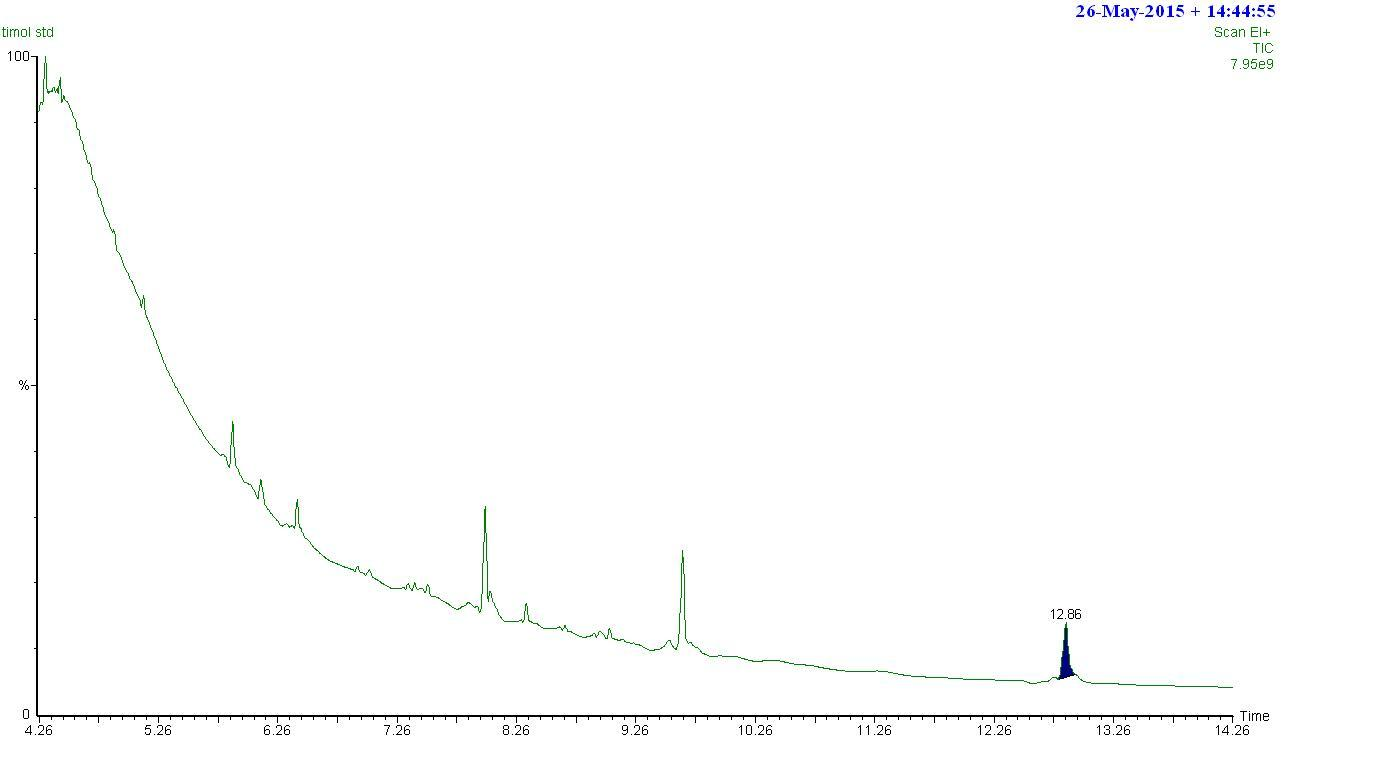 26-May-2015 + 14:44:55
timol std
Scan EI+
TIC
7.95e9
100
%
12.86
0
Time
4.26 5.26 6.26 7.26 8.26 9.26 10.26 11.26 12.26 13.26 14.26